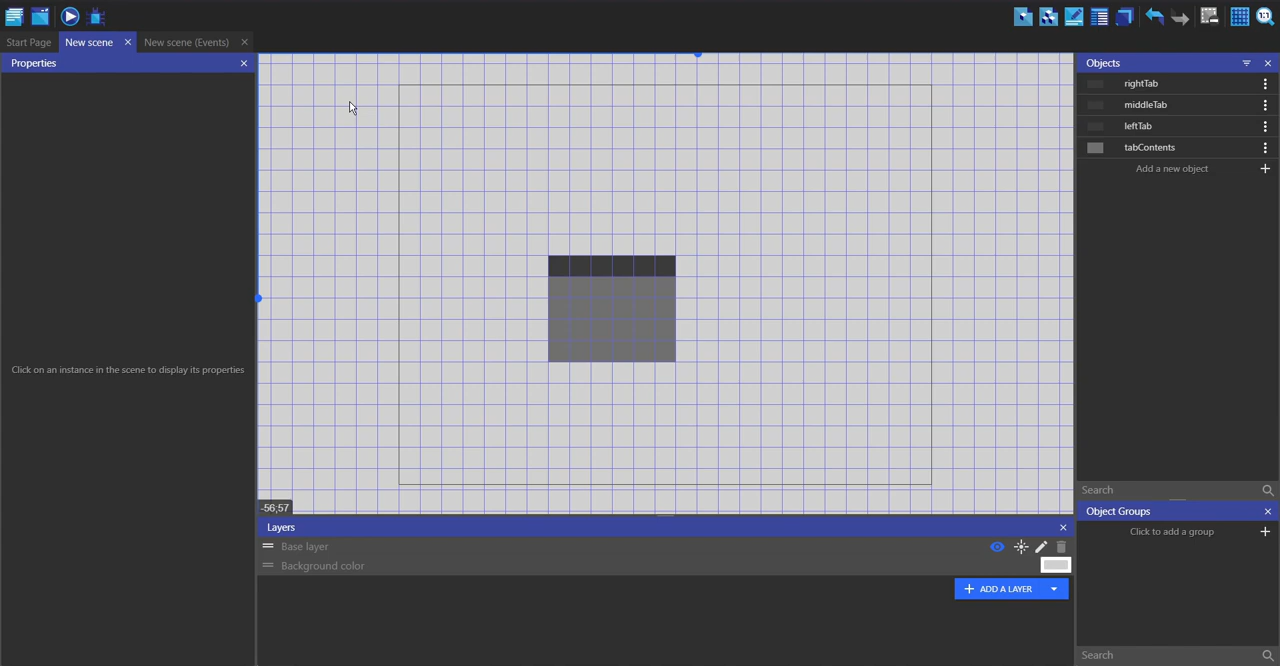 1:1
Start Page
New scene
New scene (Events)
Properties
Objects
rightTab
middleTab
leftTab
tabContents
Add a new object
Click on an instance in the scene to display its properties
Search
-56;57
Object Groups
Click to add a group
Layers
Base layer
Background color
ADD A LAYER
Search